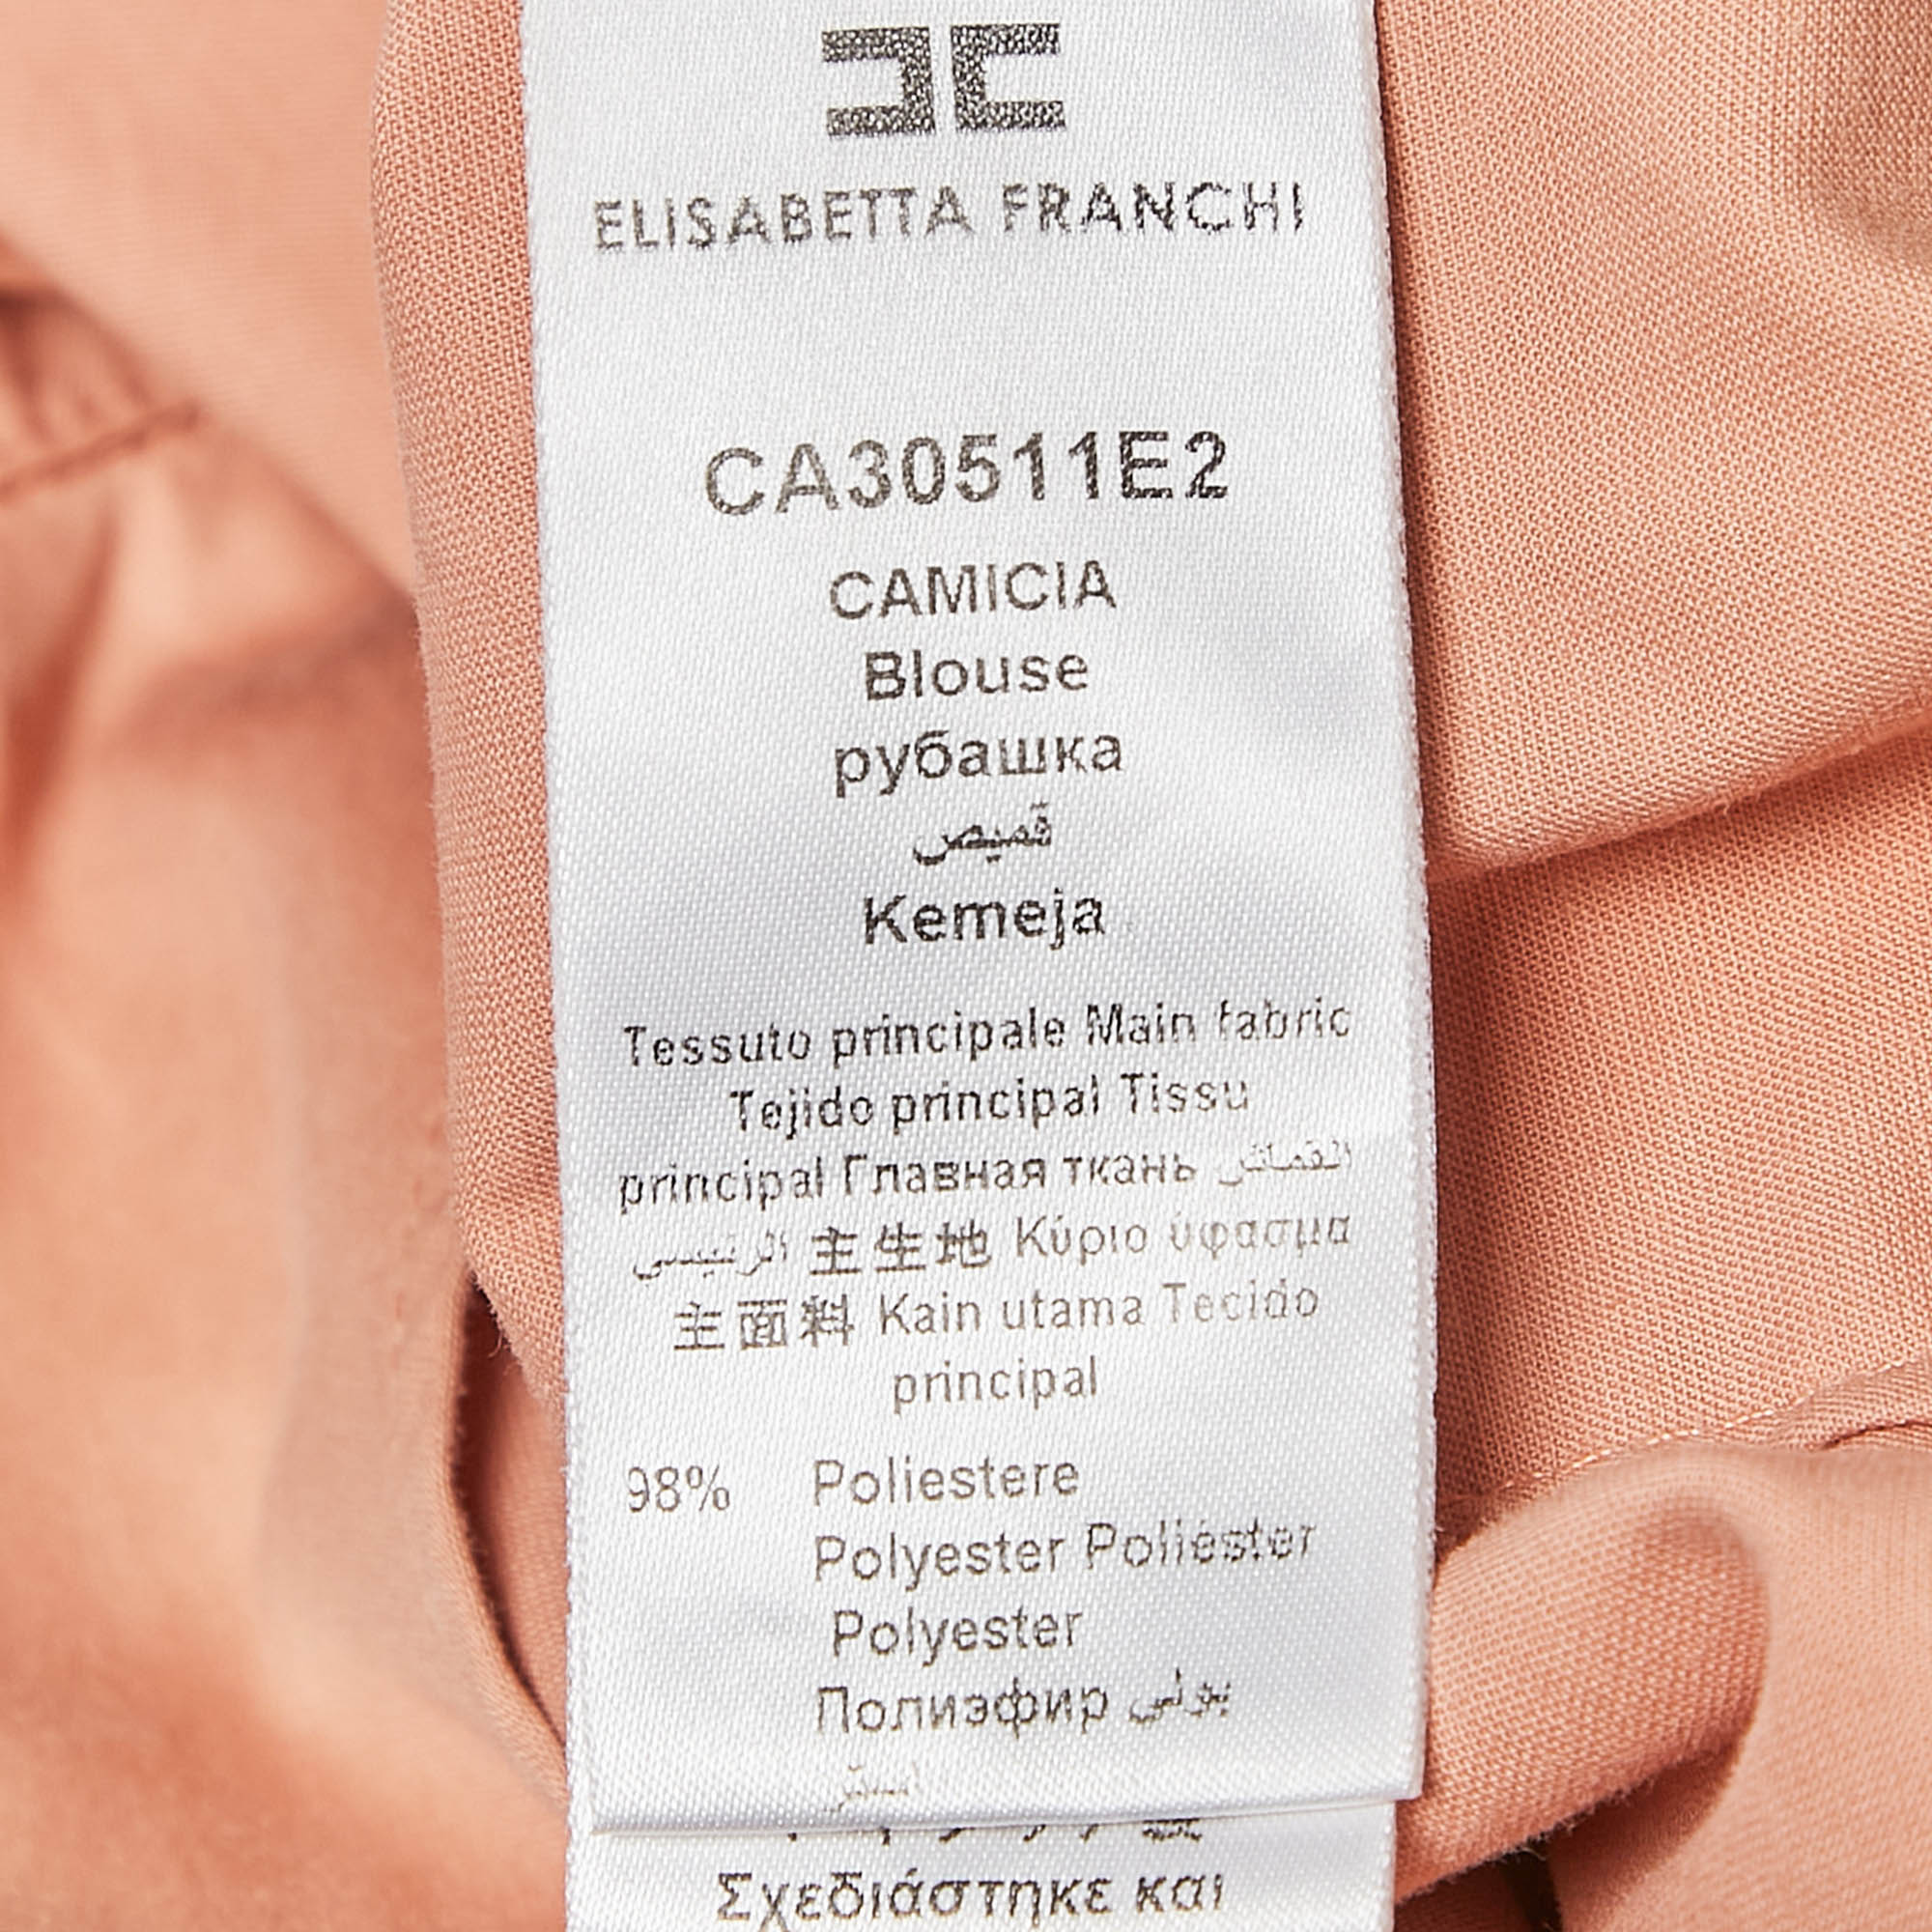 ELISABETTA FRANCHI
CA30511E2
CAMICIA
Blouse
рубашка
قميص
Kemeja
Tessuto principale Main fabric
Tejido principal Tissu
principal Главная ткань القماش
الرئيسي 主生地 Κύριο ύφασμα
主面料 Kain utama Tecido
principal
98% Poliestere
Polyester Poliéster
Polyester
Полиэфир بولي
استر
Σχεδιάστηκε και